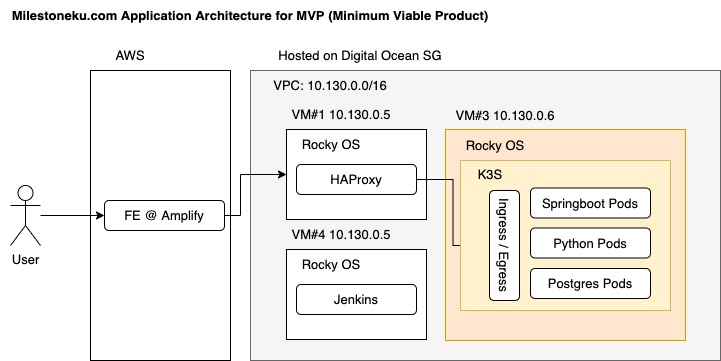 Milestoneku.com Application Architecture for MVP (Minimum Viable Product)
AWS
Hosted on Digital Ocean SG
VPC: 10.130.0.0/16
VM#1 10.130.0.5
VM#3 10.130.0.6
Rocky OS
Rocky OS
HAProxy
K3S
Ingress / Egress
Springboot Pods
Python Pods
Postgres Pods
FE @ Amplify
User
VM#4 10.130.0.5
Rocky OS
Jenkins